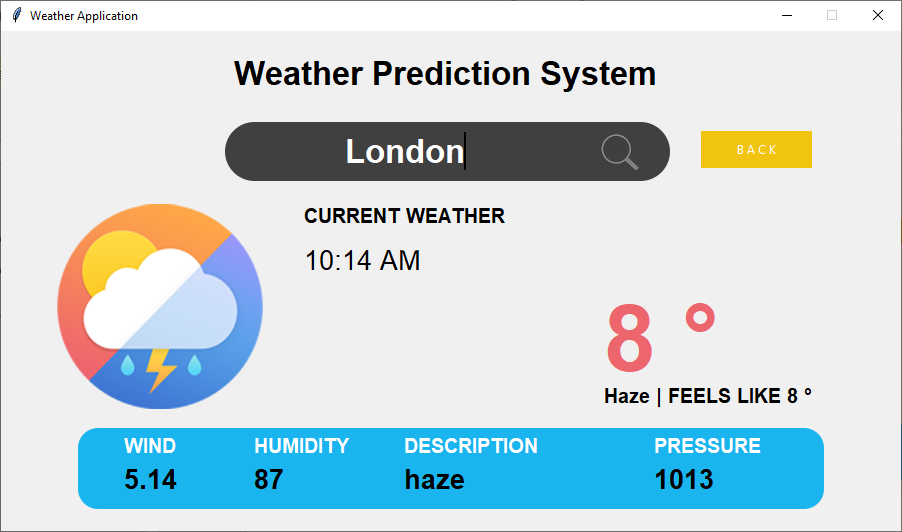 Weather Application
Weather Prediction System
London
BACK
CURRENT WEATHER
10:14 AM
8 °
Haze | FEELS LIKE 8 °
WIND HUMIDITY DESCRIPTION PRESSURE
5.14 87 haze 1013